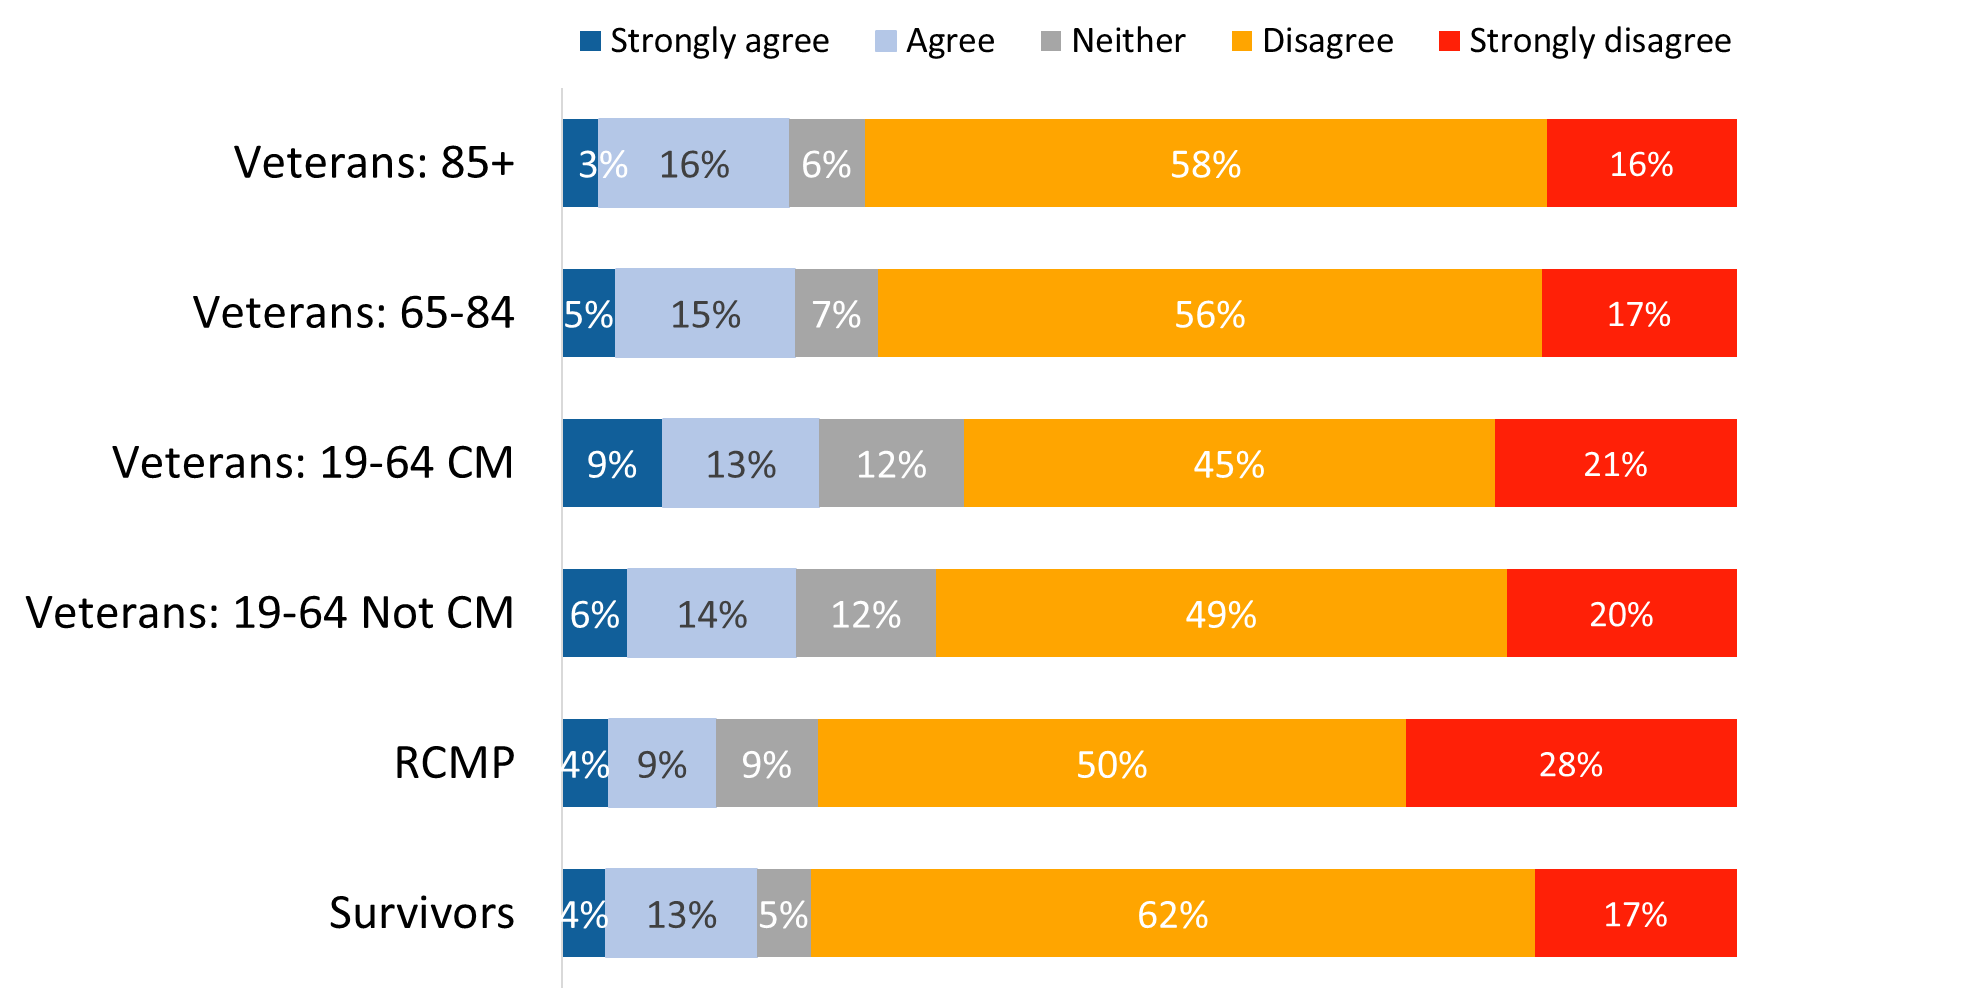 Strongly agree Agree Neither Disagree Strongly disagree
Veterans: 85+ 3% 16% 6% 58% 16%
Veterans: 65-84 5% 15% 7% 56% 17%
Veterans: 19-64 CM 9% 13% 12% 45% 21%
Veterans: 19-64 Not CM 6% 14% 12% 49% 20%
RCMP 4% 9% 9% 50% 28%
Survivors 4% 13% 5% 62% 17%